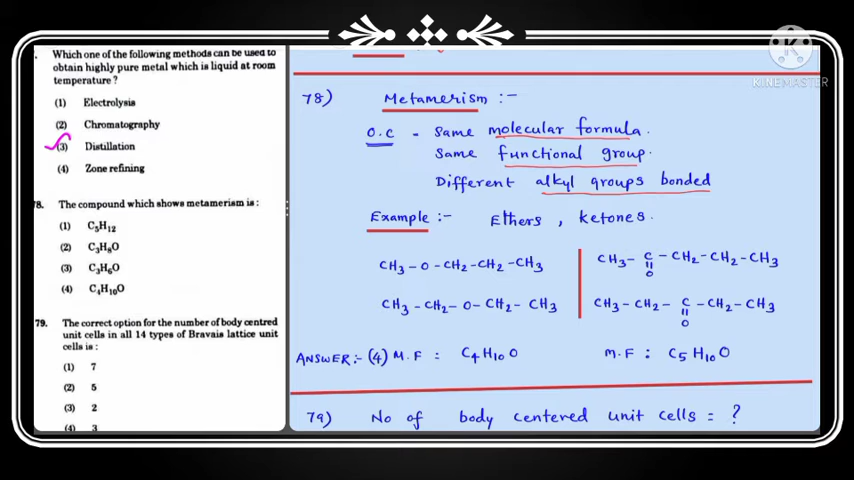 Which one of the following methods can be used to
obtain highly pure metal which is liquid at room
temperature ?
(1) Electrolysis
(2) Chromatography
(3) Distillation
(4) Zone refining
78. The compound which shows metamerism is :
(1) C5H12
(2) C3H8O
(3) C3H6O
(4) C4H10O
79. The correct option for the number of body centred
unit cells in all 14 types of Bravais lattice unit
cells is :
(1) 7
(2) 5
(3) 2
(4) 3
78) Metamerism :-
O.C - Same molecular formula.
Same functional group.
Different alkyl groups bonded
Example :- Ethers, ketones.
CH3-O-CH2-CH2-CH3
CH3-CH2-O-CH2-CH3
CH3-C-CH2-CH2-CH3
O
CH3-CH2-C-CH2-CH3
O
ANSWER:- (4) M.F : C4H10O
M.F : C5H10O
79) No of body centered unit cells = ?
KINEMASTER